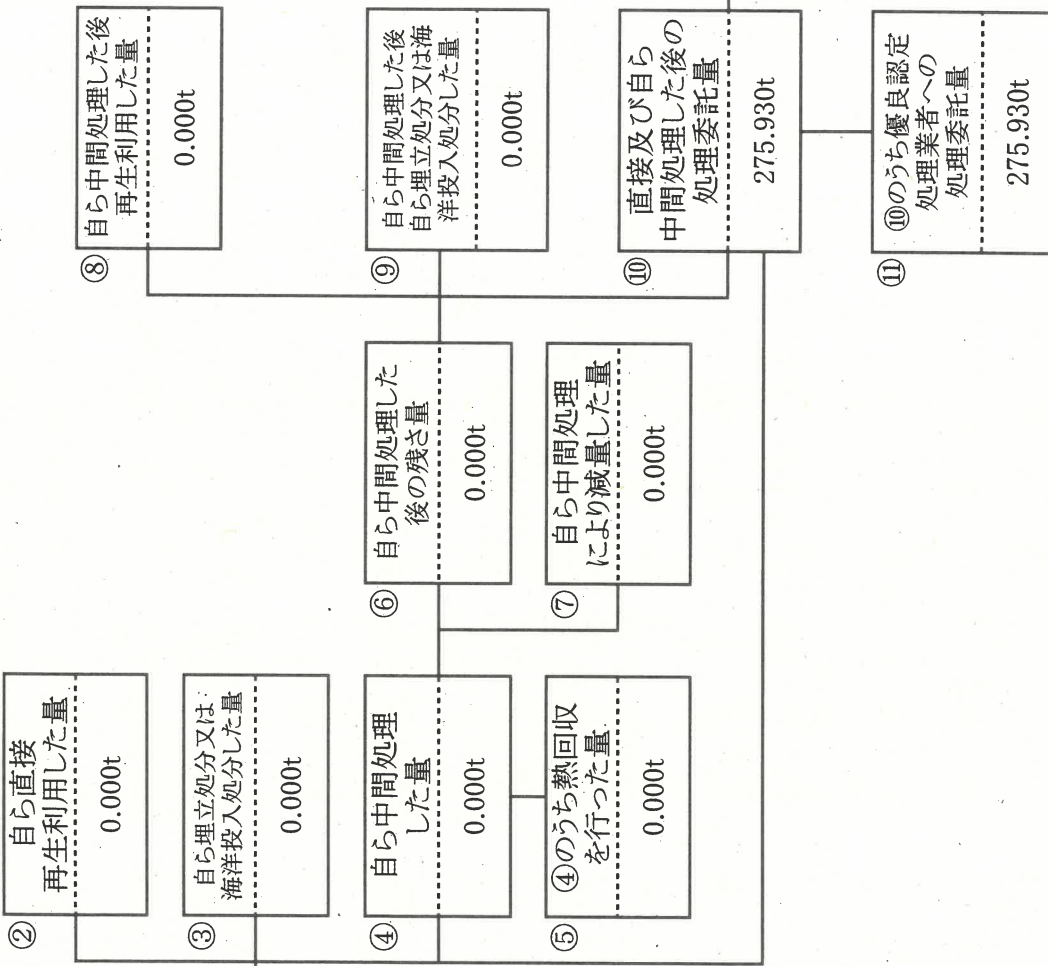 ②
自ら直接
再生利用した量
0.000t
③
自ら埋立処分又は
海洋投入処分した量
0.000t
④
自ら中間処理
した量
0.000t
⑤
④のうち熱回収
を行った量
0.000t
⑥
自ら中間処理した
後の残さ量
0.000t
⑦
自ら中間処理
により減量した量
0.000t
⑧
自ら中間処理した後
再生利用した量
0.000t
⑨
自ら中間処理した後
自ら埋立処分又は海
洋投入処分した量
0.000t
⑩
直接及び自ら
中間処理した後の
処理委託量
275.930t
⑪
⑩のうち優良認定
処理業者への
処理委託量
275.930t